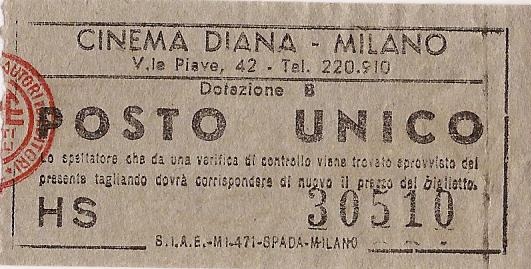 CINEMA DIANA - MILANO
V.le Piave, 42 - Tel. 220.910
Dotazione B
POSTO UNICO
Lo spettatore che da una verifica di controllo viene trovato sprovvisto del
presente tagliando dovrà corrispondere di nuovo il prezzo del biglietto.
HS 30510
S.I.A.E.-MI-471-SPADA-MILANO